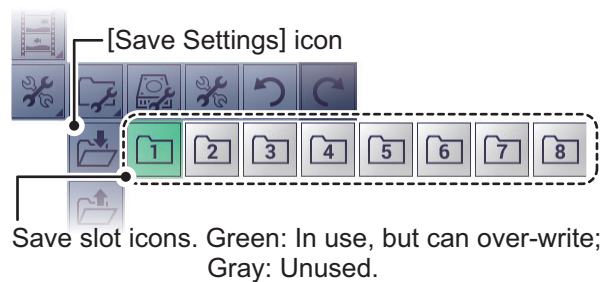 [Save Settings] icon
1 2 3 4 5 6 7 8
Save slot icons. Green: In use, but can over-write;
Gray: Unused.